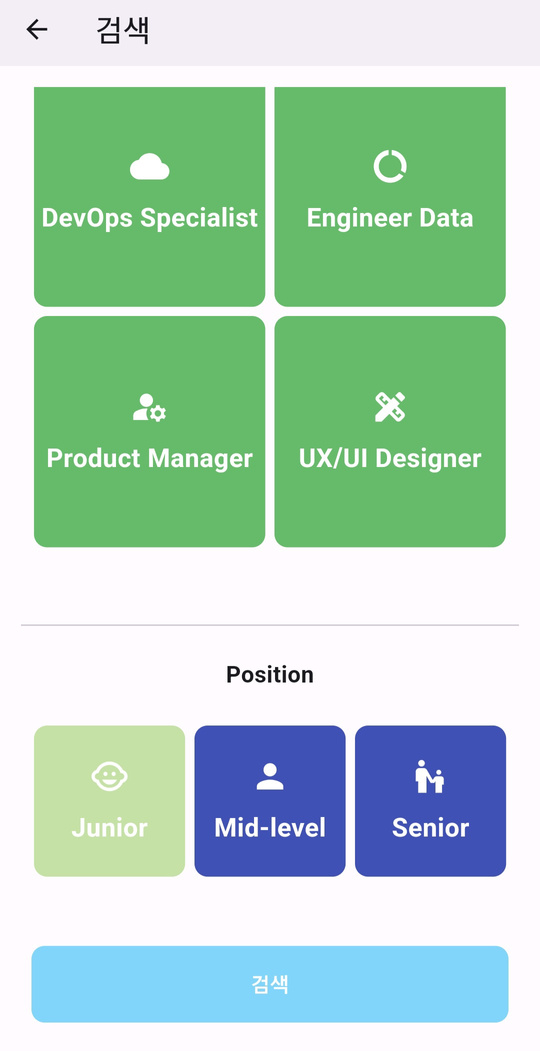 검색
DevOps Specialist
Engineer Data
Product Manager
UX/UI Designer
Position
Junior
Mid-level
Senior
검색